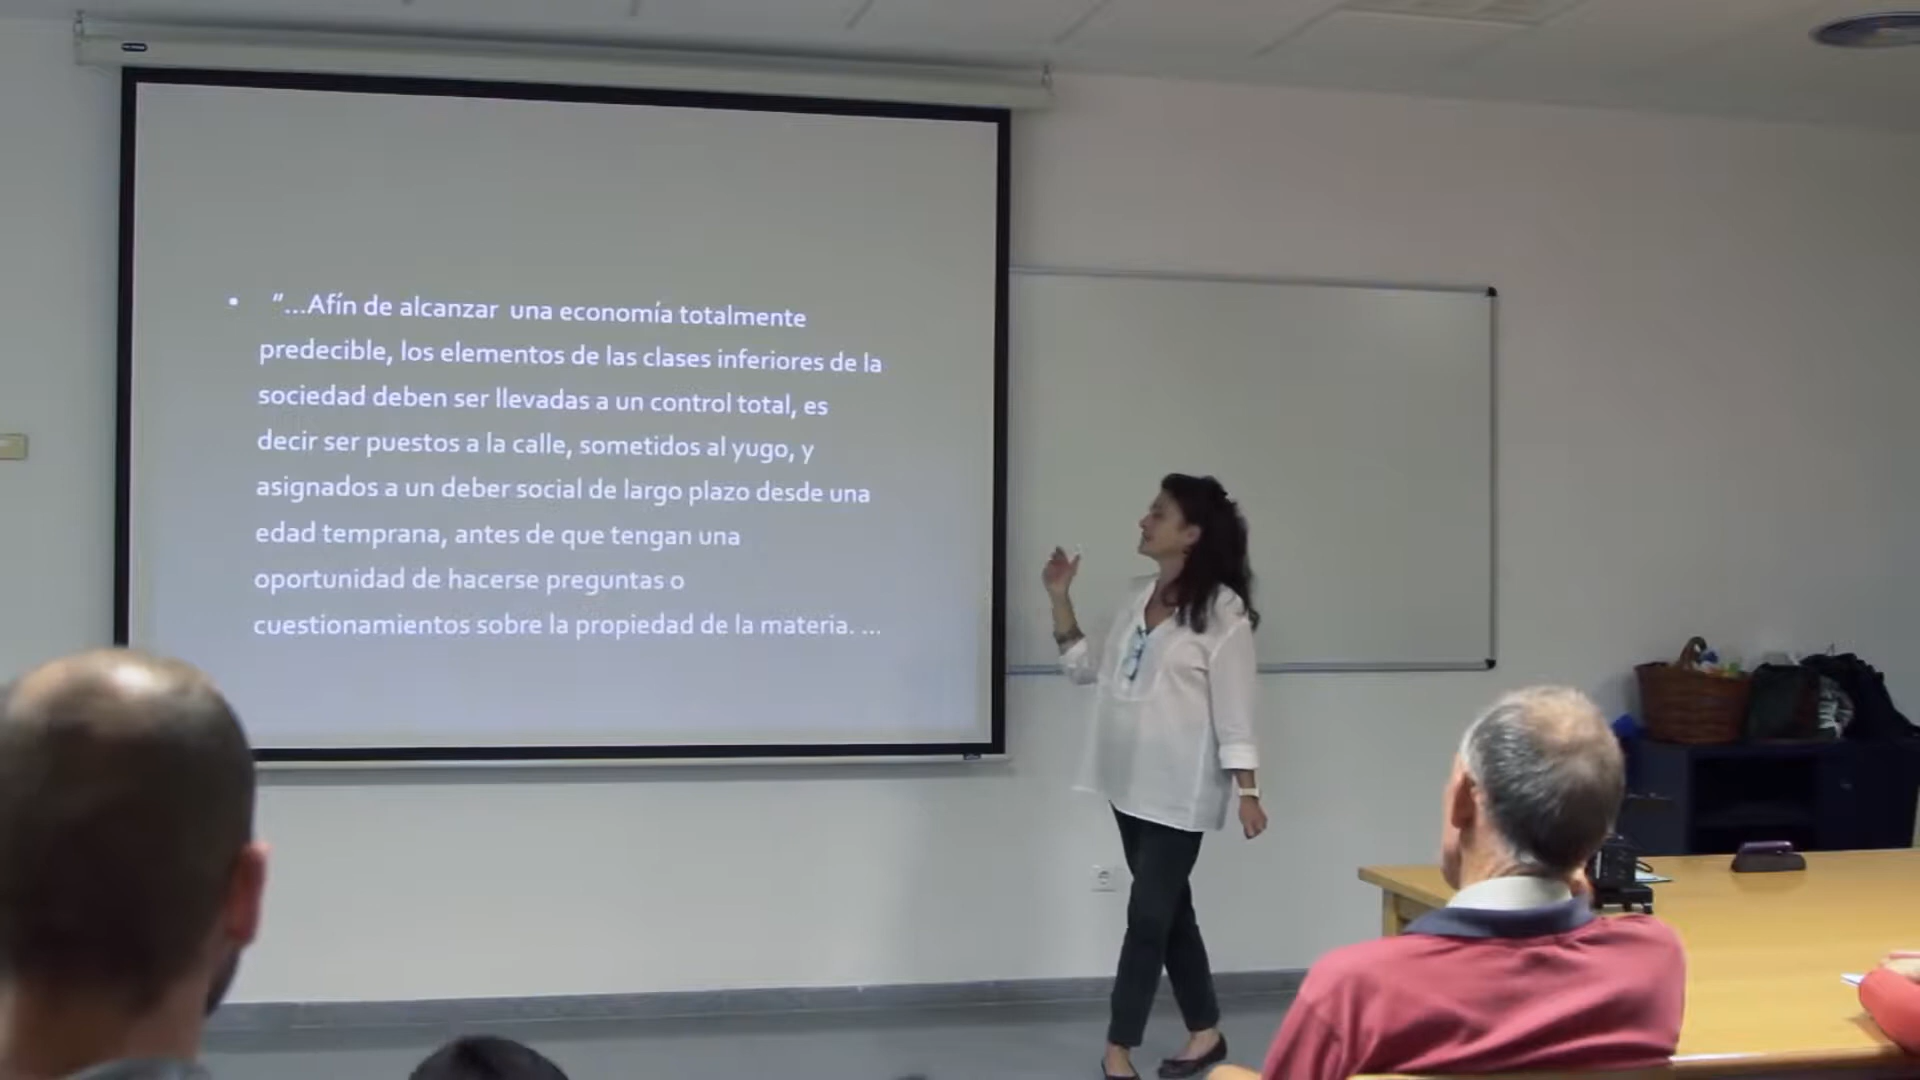 • “...Afín de alcanzar una economía totalmente
predecible, los elementos de las clases inferiores de la
sociedad deben ser llevadas a un control total, es
decir ser puestos a la calle, sometidos al yugo, y
asignados a un deber social de largo plazo desde una
edad temprana, antes de que tengan una
oportunidad de hacerse preguntas o
cuestionamientos sobre la propiedad de la materia. ...